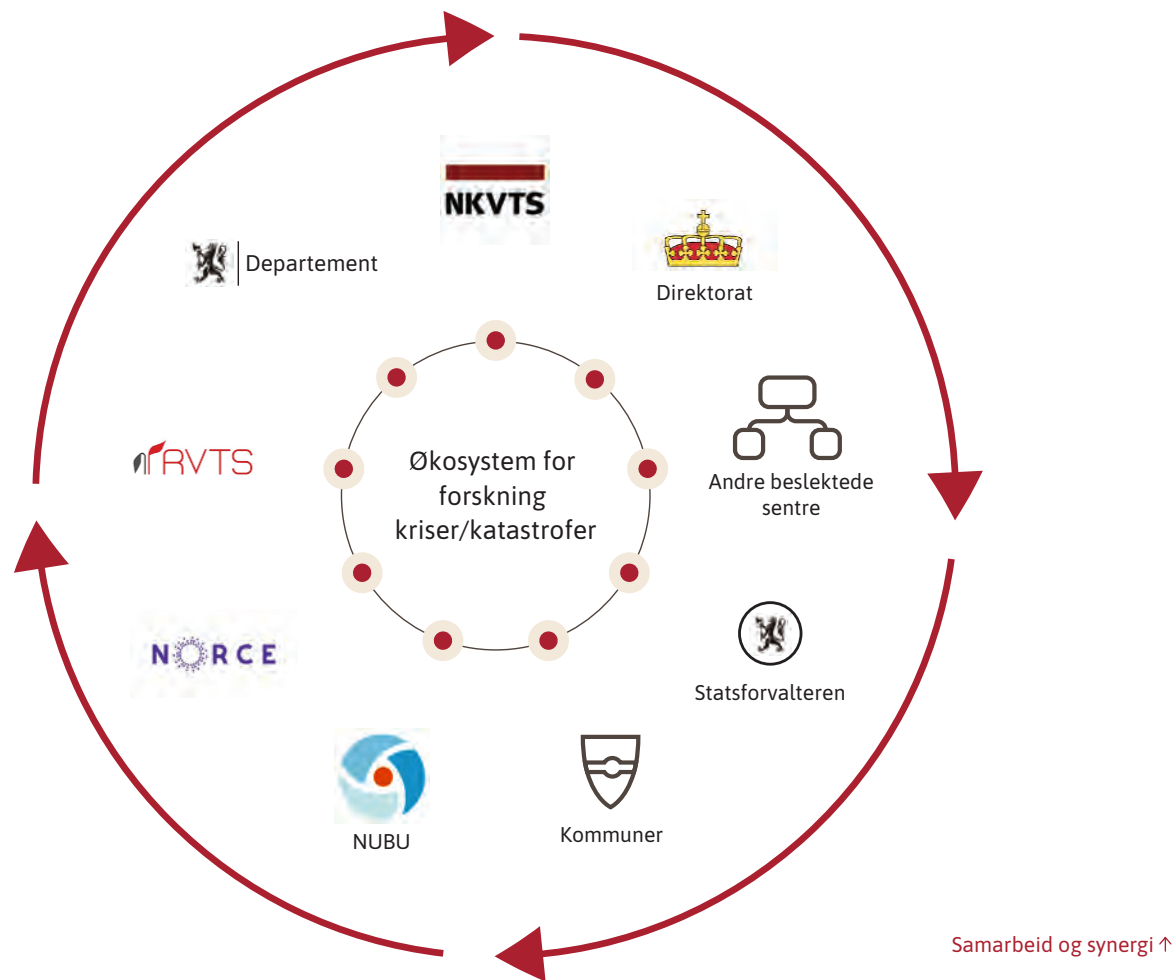 NKVTS
Departement
Direktorat
RVTS
Økosystem for
forskning
kriser/katastrofer
Andre beslektede
sentre
NORCE
Statsforvalteren
NUBU
Kommuner
Samarbeid og synergi ↑